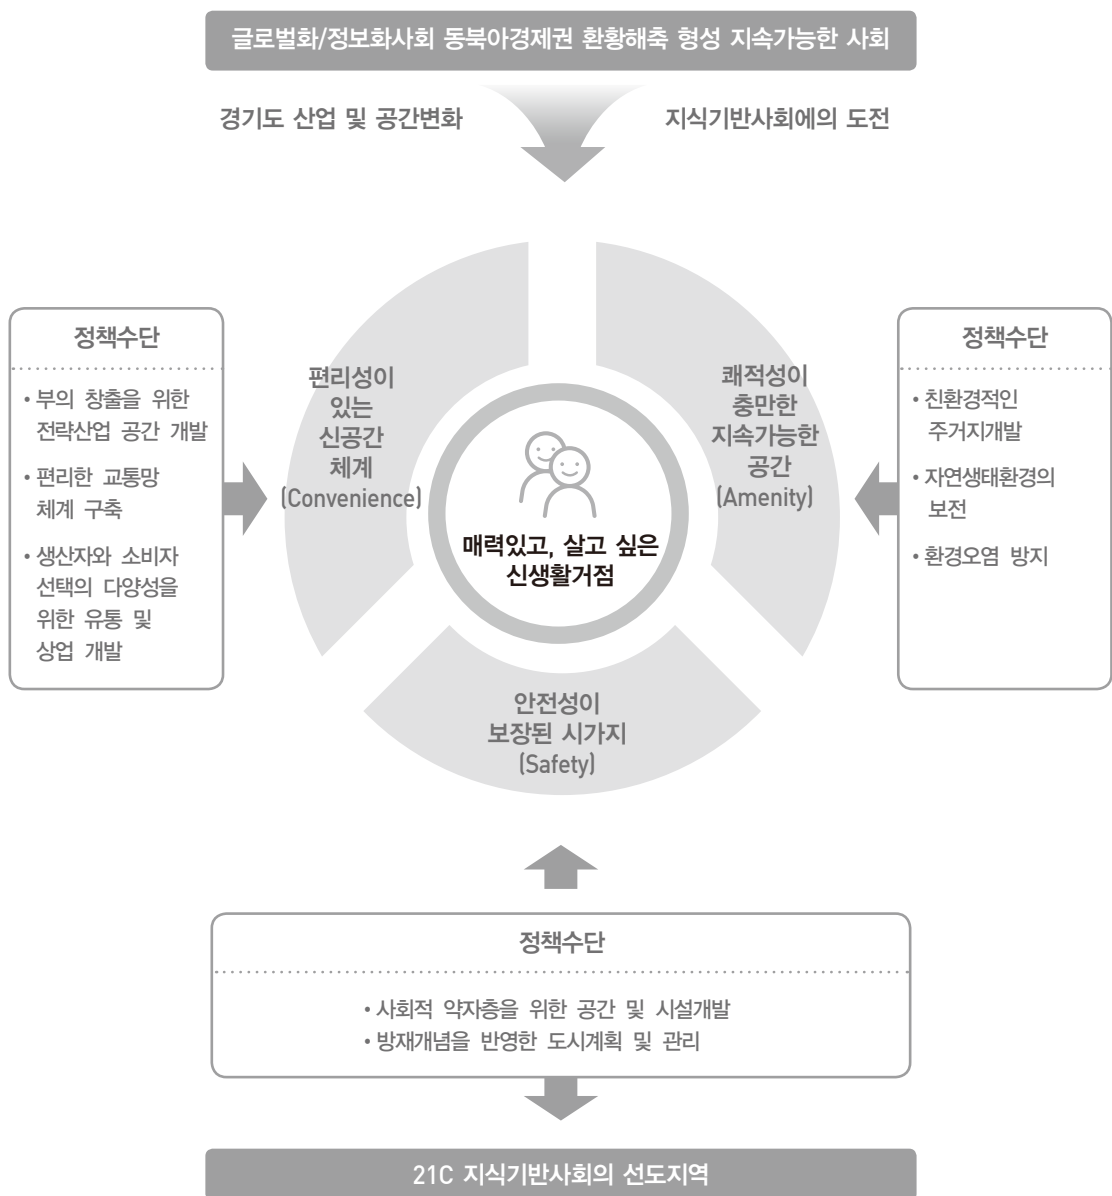 글로벌화/정보화사회 동북아경제권 환황해축 형성 지속가능한 사회
경기도 산업 및 공간변화
지식기반사회에의 도전
정책수단
• 부의 창출을 위한
전략산업 공간 개발
• 편리한 교통망
체계 구축
• 생산자와 소비자
선택의 다양성을
위한 유통 및
상업 개발
편리성이
있는
신공간
체계
(Convenience)
매력있고, 살고 싶은
신생활거점
쾌적성이
충만한
지속가능한
공간
(Amenity)
정책수단
• 친환경적인
주거지개발
• 자연생태환경의
보전
• 환경오염 방지
안전성이
보장된 시가지
(Safety)
정책수단
• 사회적 약자층을 위한 공간 및 시설개발
• 방재개념을 반영한 도시계획 및 관리
21C 지식기반사회의 선도지역